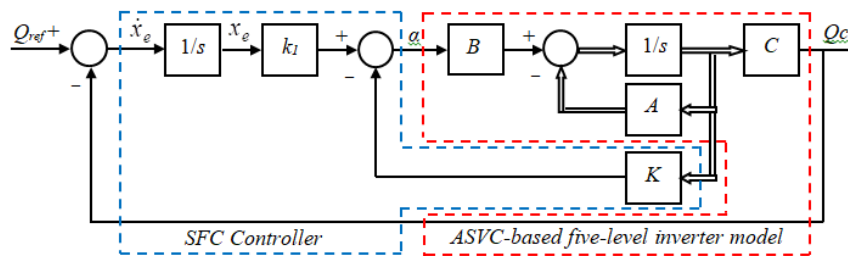 Qref + ẋe 1/s xe k1 + α B + 1/s C Qc
− − −
A
K
SFC Controller ASVC-based five-level inverter model